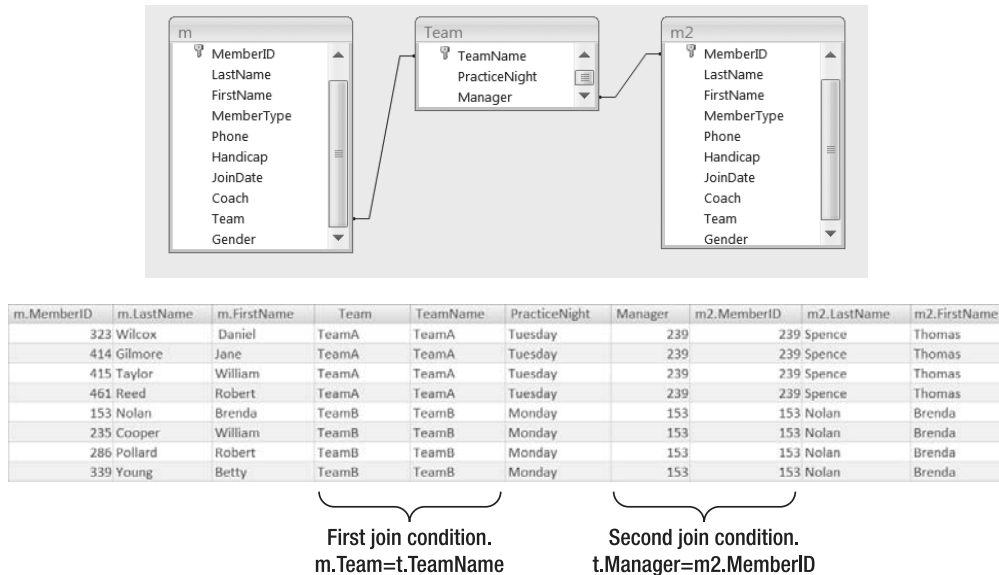 m
MemberID
LastName
FirstName
MemberType
Phone
Handicap
JoinDate
Coach
Team
Gender
Team
TeamName
PracticeNight
Manager
m2
MemberID
LastName
FirstName
MemberType
Phone
Handicap
JoinDate
Coach
Team
Gender
m.MemberID m.LastName m.FirstName Team TeamName PracticeNight Manager m2.MemberID m2.LastName m2.FirstName
323 Wilcox Daniel TeamA TeamA Tuesday 239 239 Spence Thomas
414 Gilmore Jane TeamA TeamA Tuesday 239 239 Spence Thomas
415 Taylor William TeamA TeamA Tuesday 239 239 Spence Thomas
461 Reed Robert TeamA TeamA Tuesday 239 239 Spence Thomas
153 Nolan Brenda TeamB TeamB Monday 153 153 Nolan Brenda
235 Cooper William TeamB TeamB Monday 153 153 Nolan Brenda
286 Pollard Robert TeamB TeamB Monday 153 153 Nolan Brenda
339 Young Betty TeamB TeamB Monday 153 153 Nolan Brenda
First join condition.
m.Team=t.TeamName
Second join condition.
t.Manager=m2.MemberID